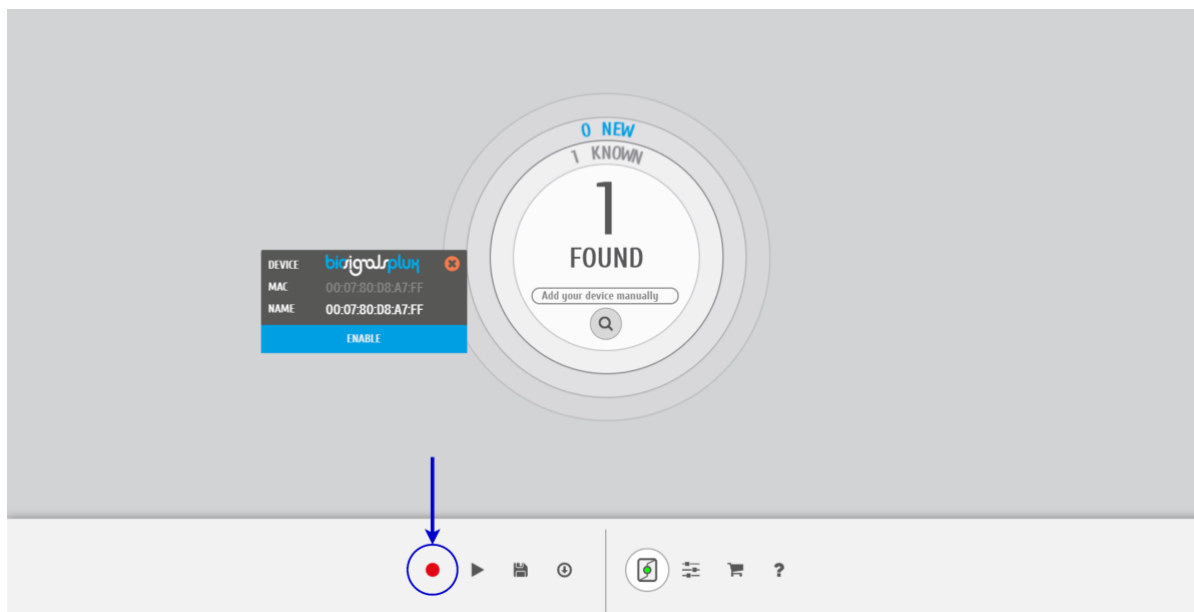 0 NEW
1 KNOWN
1
FOUND
Add your device manually
DEVICE biosignalsplux
MAC 00:07:80:D8:A7:FF
NAME 00:07:80:D8:A7:FF
ENABLE
?